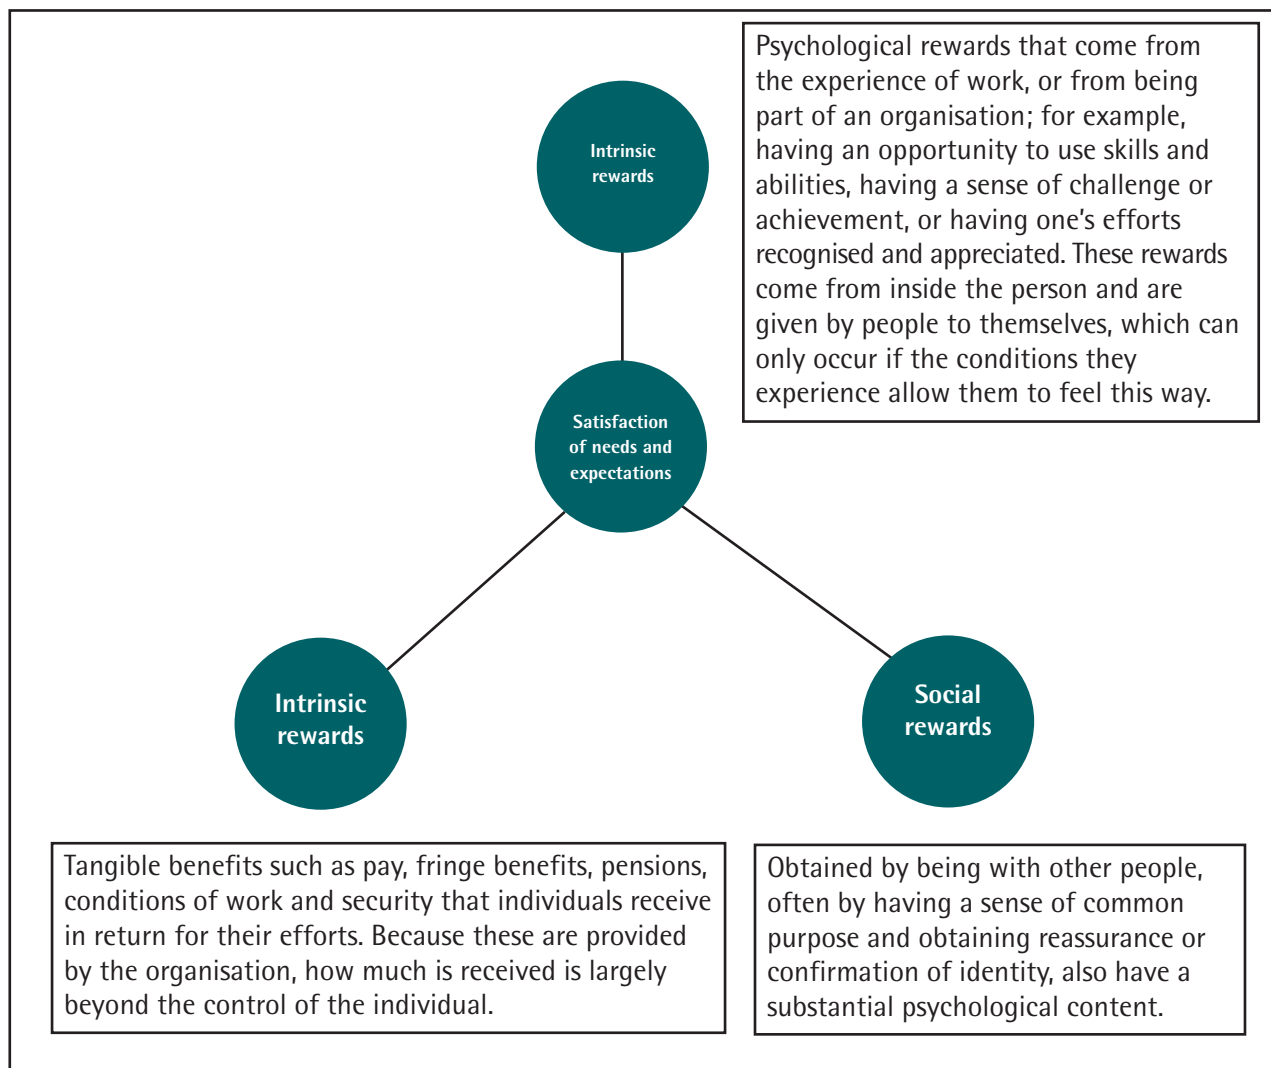 Psychological rewards that come from
the experience of work, or from being
part of an organisation; for example,
having an opportunity to use skills and
abilities, having a sense of challenge or
achievement, or having one's efforts
recognised and appreciated. These rewards
come from inside the person and are
given by people to themselves, which can
only occur if the conditions they
experience allow them to feel this way.
Intrinsic
rewards
Satisfaction
of needs and
expectations
Intrinsic
rewards
Social
rewards
Tangible benefits such as pay, fringe benefits, pensions,
conditions of work and security that individuals receive
in return for their efforts. Because these are provided
by the organisation, how much is received is largely
beyond the control of the individual.
Obtained by being with other people,
often by having a sense of common
purpose and obtaining reassurance or
confirmation of identity, also have a
substantial psychological content.